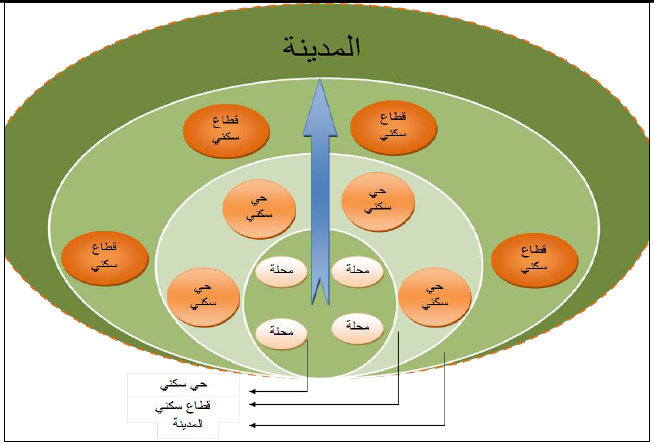 المدينة
قطاع
سكني
قطاع
سكني
حي
سكني
حي
سكني
قطاع
سكني
قطاع
سكني
محلة
محلة
حي
سكني
حي
سكني
محلة
محلة
حي سكني
قطاع سكني
المدينة